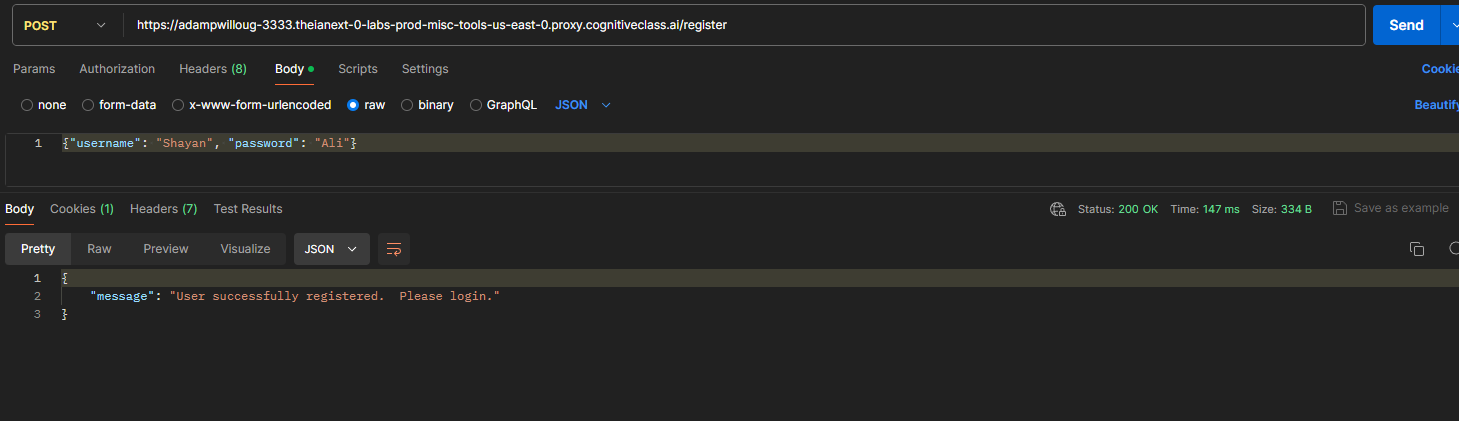 POST https://adampwilloug-3333.theianext-0-labs-prod-misc-tools-us-east-0.proxy.cognitiveclass.ai/register Send
Params Authorization Headers (8) Body Scripts Settings Cookie
none form-data x-www-form-urlencoded raw binary GraphQL JSON Beautify
1 {"username": "Shayan", "password": "Ali"}
Body Cookies (1) Headers (7) Test Results Status: 200 OK Time: 147 ms Size: 334 B Save as example
Pretty Raw Preview Visualize JSON
1 {
2 "message": "User successfully registered.  Please login."
3 }